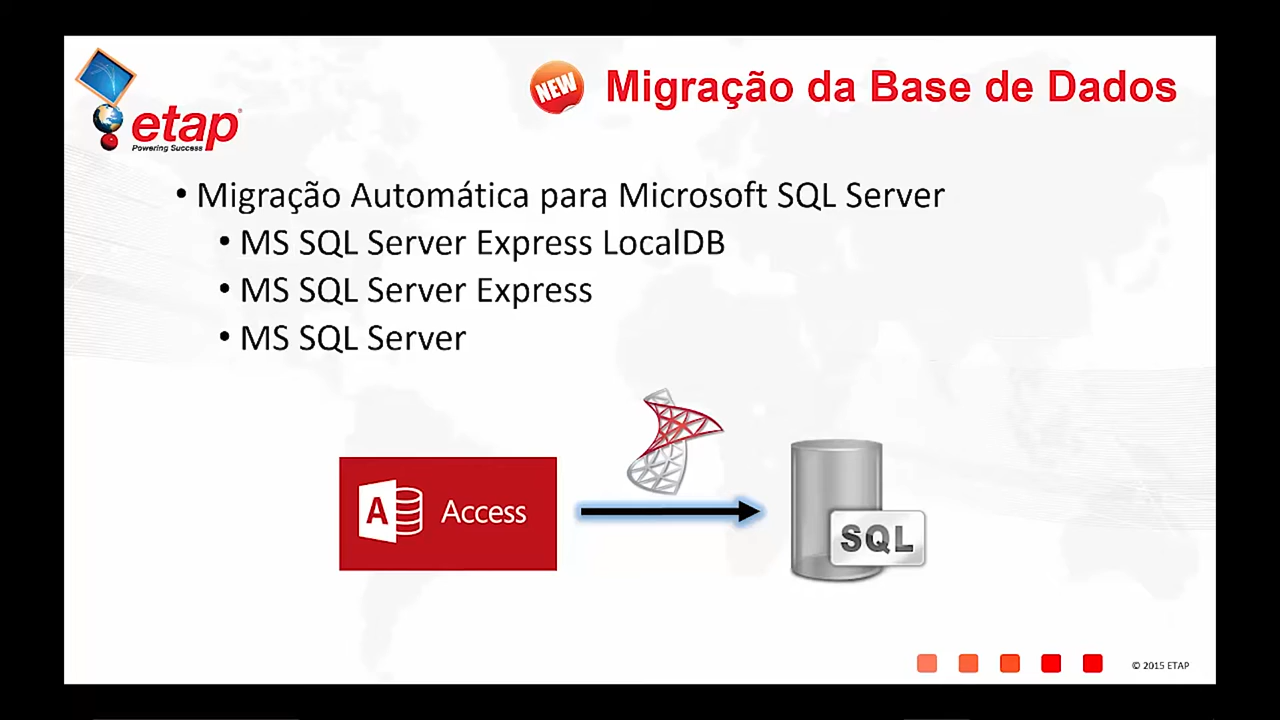 etap®
Powering Success
NEW
Migração da Base de Dados
• Migração Automática para Microsoft SQL Server
• MS SQL Server Express LocalDB
• MS SQL Server Express
• MS SQL Server
A
Access
SQL
© 2015 ETAP